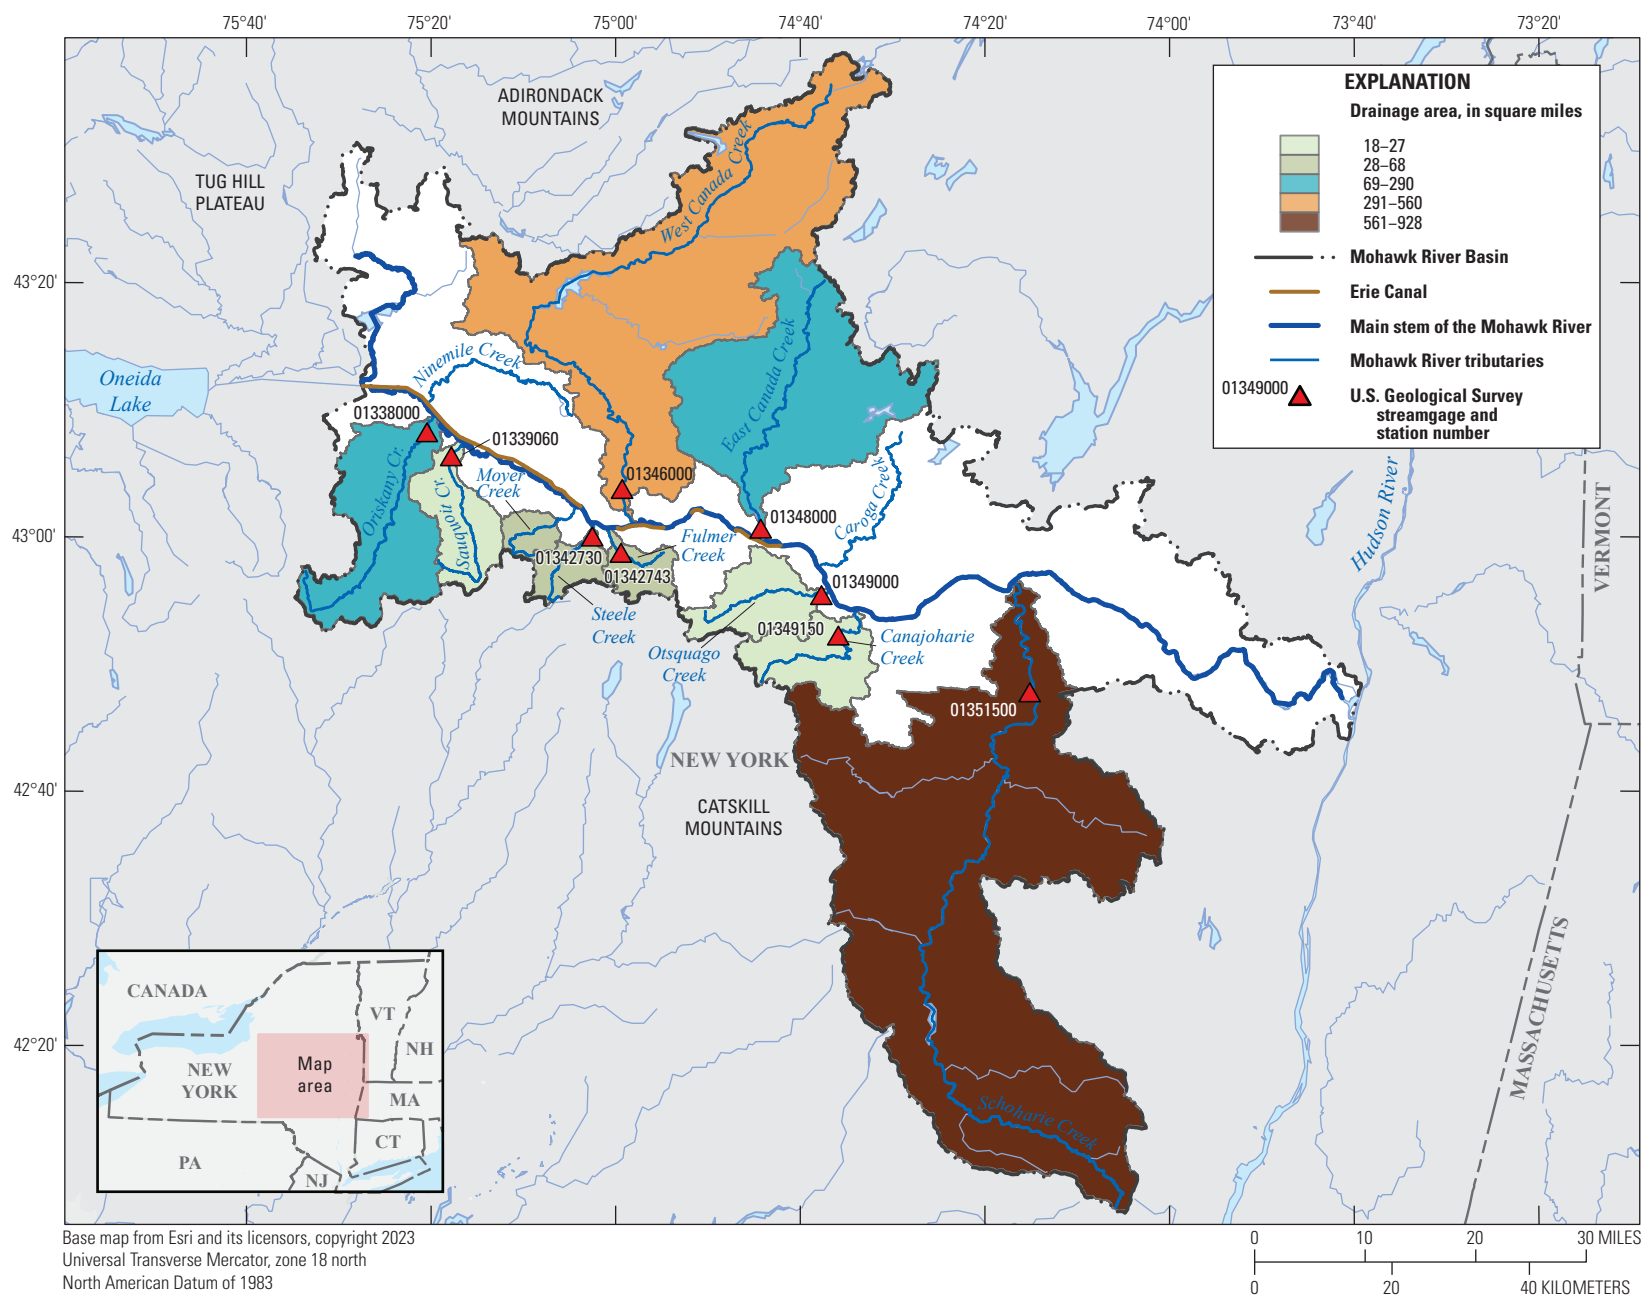 75°40'
75°20'
75°00'
74°40'
74°20'
74°00'
73°40'
73°20'
43°20'
43°00'
42°40'
42°20'
EXPLANATION
Drainage area, in square miles
18–27
28–68
69–290
291–560
561–928
Mohawk River Basin
Erie Canal
Main stem of the Mohawk River
Mohawk River tributaries
01349000
U.S. Geological Survey
streamgage and
station number
ADIRONDACK
MOUNTAINS
TUG HILL
PLATEAU
West Canada Creek
Oneida
Lake
Ninemile Creek
East Canada Creek
01338000
01339060
Oriskany Cr.
Sauquoit Cr.
Moyer
Creek
01346000
01348000
Caroga Creek
Hudson River
VERMONT
01342730
01342743
Fulmer
Creek
01349000
Steele
Creek
01349150
Otsquago
Creek
Canajoharie
Creek
01351500
NEW YORK
CATSKILL
MOUNTAINS
MASSACHUSETTS
Schoharie Creek
CANADA
VT
NH
NEW
YORK
Map
area
MA
CT
PA
NJ
Base map from Esri and its licensors, copyright 2023
Universal Transverse Mercator, zone 18 north
North American Datum of 1983
0 10 20 30 MILES
0 20 40 KILOMETERS